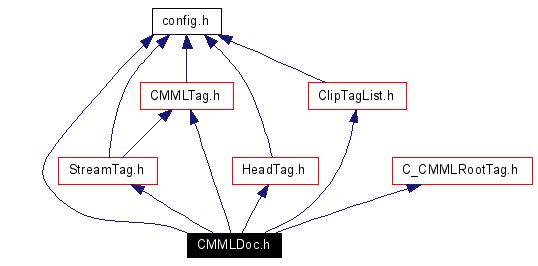 config.h
CMMLTag.h
ClipTagList.h
StreamTag.h
HeadTag.h
C_CMMLRootTag.h
CMMLDoc.h